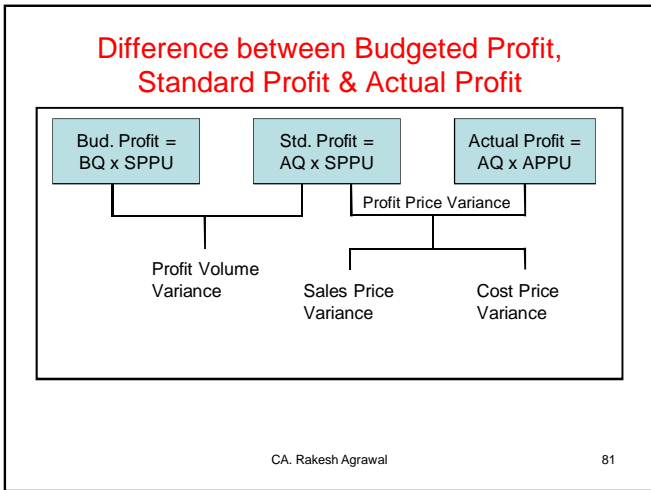 Difference between Budgeted Profit,
Standard Profit & Actual Profit
Bud. Profit =
BQ x SPPU
Std. Profit =
AQ x SPPU
Actual Profit =
AQ x APPU
Profit Price Variance
Profit Volume
Variance
Sales Price
Variance
Cost Price
Variance
CA. Rakesh Agrawal
81